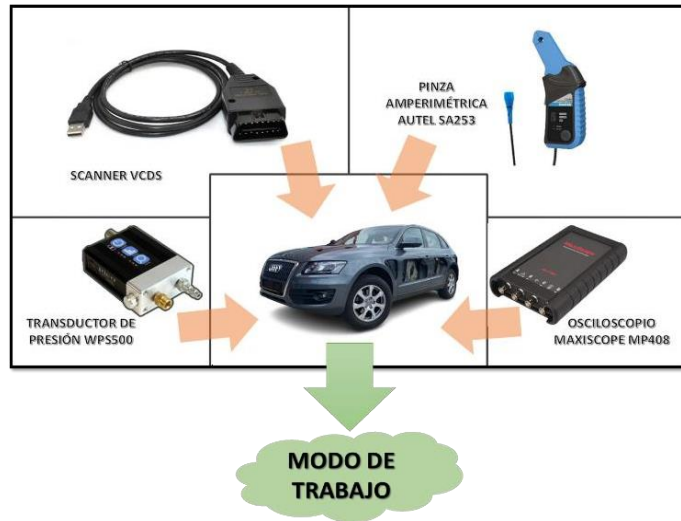 SCANNER VCDS
PINZA
AMPERIMÉTRICA
AUTEL SA253
TRANSDUCTOR DE
PRESIÓN WPS500
OSCILOSCOPIO
MAXISCOPE MP408
MODO DE
TRABAJO